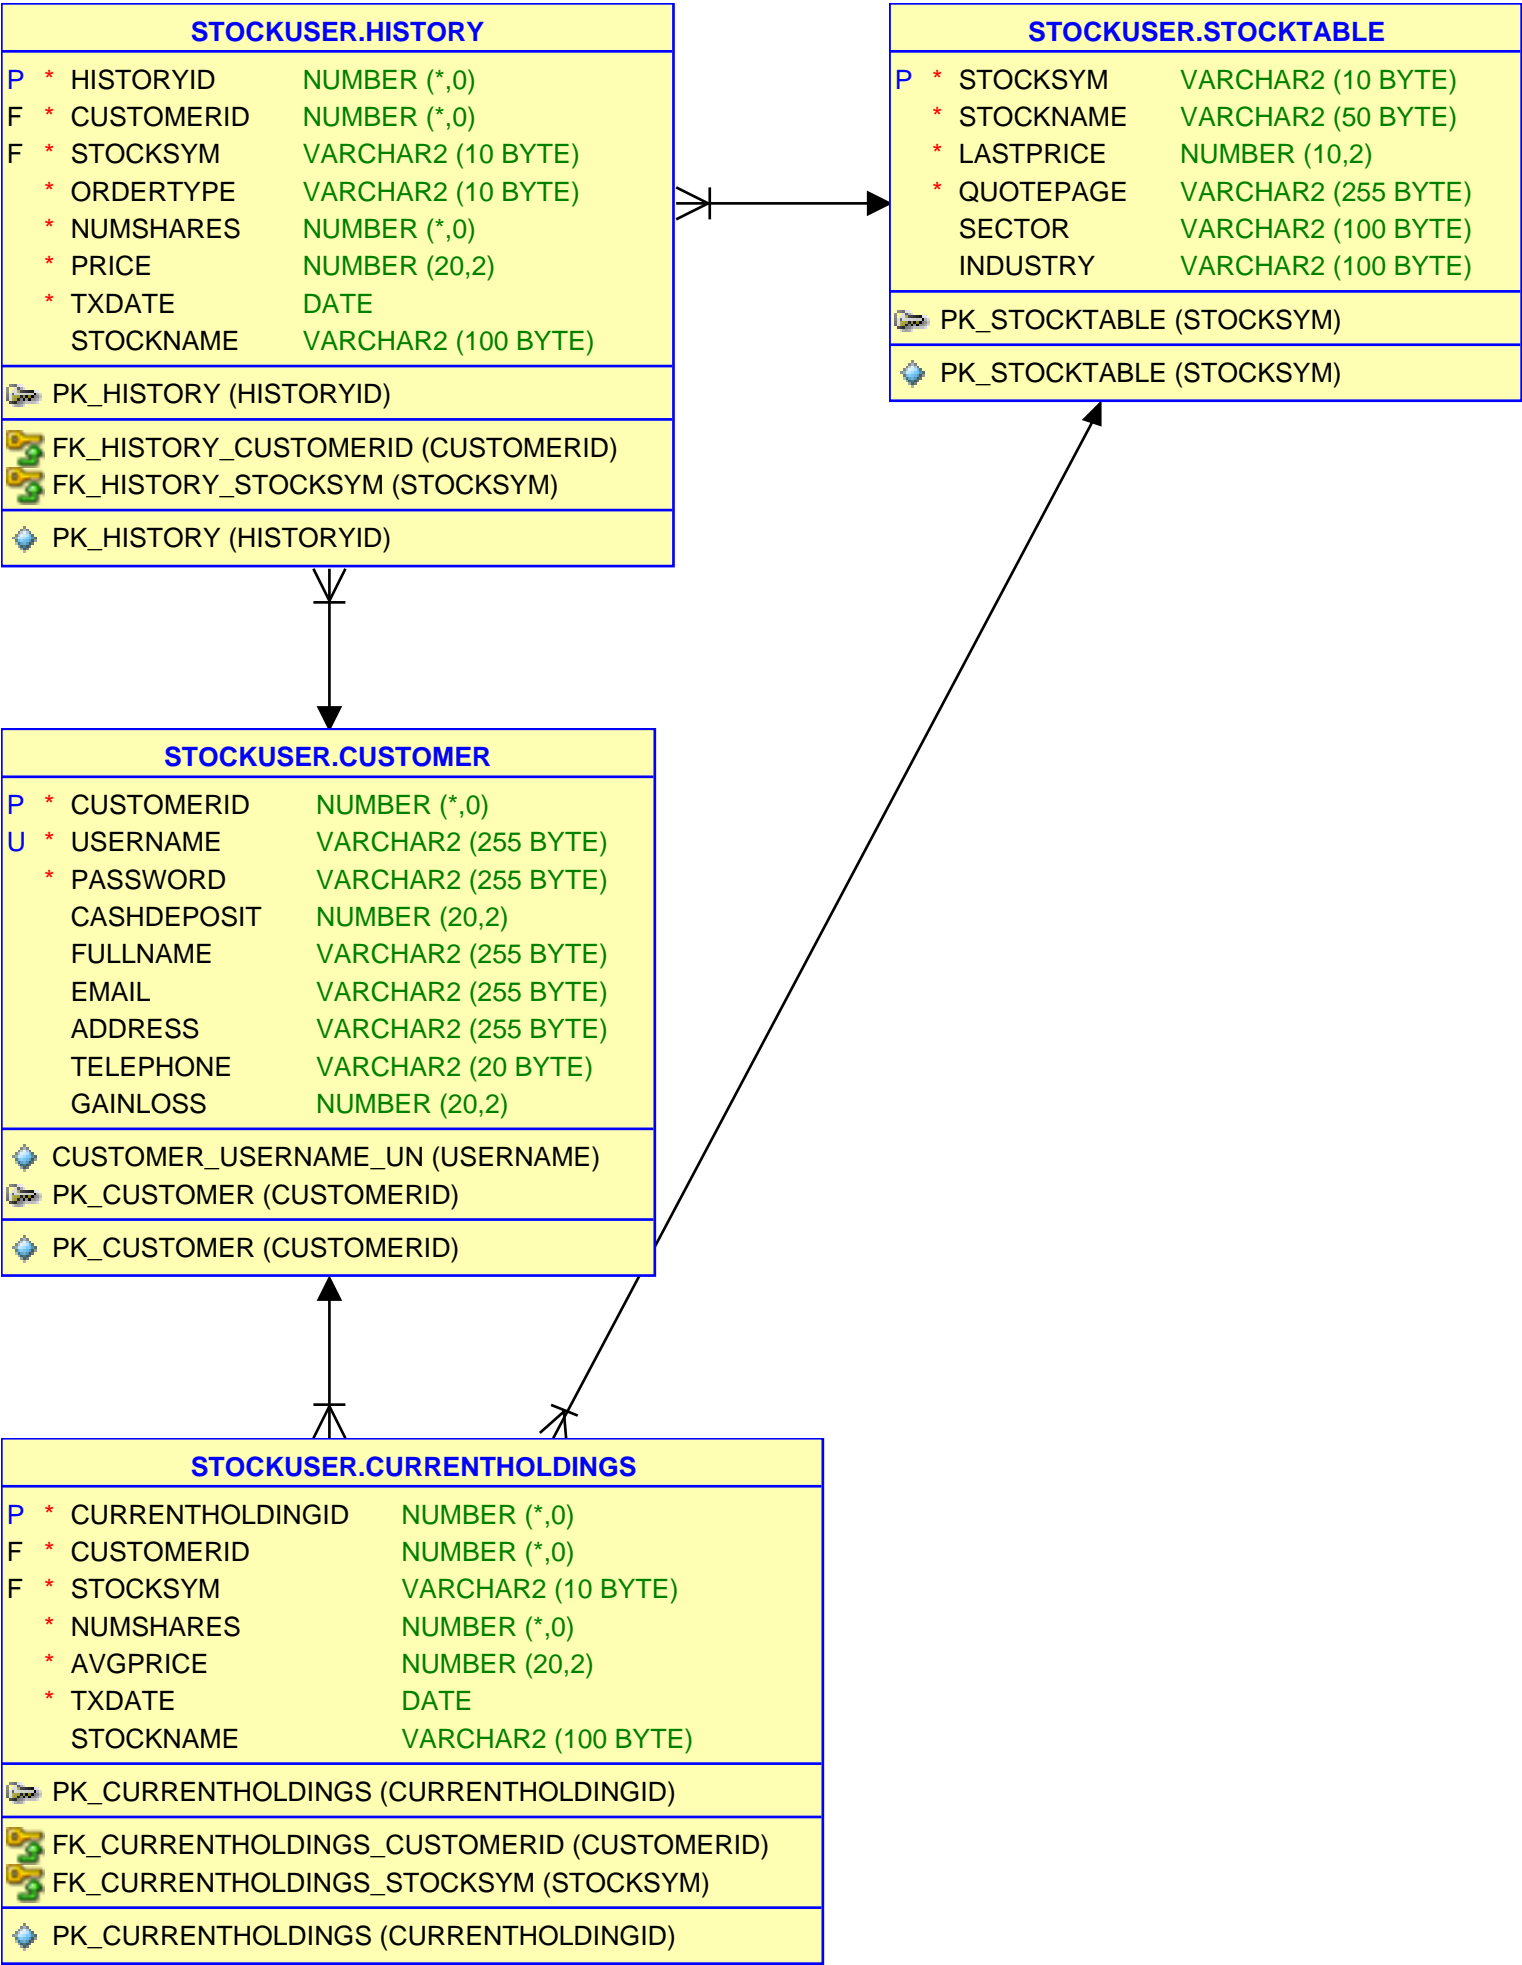 STOCKUSER.HISTORY
P * HISTORYID NUMBER (*,0)
F * CUSTOMERID NUMBER (*,0)
F * STOCKSYM VARCHAR2 (10 BYTE)
* ORDERTYPE VARCHAR2 (10 BYTE)
* NUMSHARES NUMBER (*,0)
* PRICE NUMBER (20,2)
* TXDATE DATE
STOCKNAME VARCHAR2 (100 BYTE)
PK_HISTORY (HISTORYID)
FK_HISTORY_CUSTOMERID (CUSTOMERID)
FK_HISTORY_STOCKSYM (STOCKSYM)
PK_HISTORY (HISTORYID)
STOCKUSER.STOCKTABLE
P * STOCKSYM VARCHAR2 (10 BYTE)
* STOCKNAME VARCHAR2 (50 BYTE)
* LASTPRICE NUMBER (10,2)
* QUOTEPAGE VARCHAR2 (255 BYTE)
SECTOR VARCHAR2 (100 BYTE)
INDUSTRY VARCHAR2 (100 BYTE)
PK_STOCKTABLE (STOCKSYM)
PK_STOCKTABLE (STOCKSYM)
STOCKUSER.CUSTOMER
P * CUSTOMERID NUMBER (*,0)
U * USERNAME VARCHAR2 (255 BYTE)
* PASSWORD VARCHAR2 (255 BYTE)
CASHDEPOSIT NUMBER (20,2)
FULLNAME VARCHAR2 (255 BYTE)
EMAIL VARCHAR2 (255 BYTE)
ADDRESS VARCHAR2 (255 BYTE)
TELEPHONE VARCHAR2 (20 BYTE)
GAINLOSS NUMBER (20,2)
CUSTOMER_USERNAME_UN (USERNAME)
PK_CUSTOMER (CUSTOMERID)
PK_CUSTOMER (CUSTOMERID)
STOCKUSER.CURRENTHOLDINGS
P * CURRENTHOLDINGID NUMBER (*,0)
F * CUSTOMERID NUMBER (*,0)
F * STOCKSYM VARCHAR2 (10 BYTE)
* NUMSHARES NUMBER (*,0)
* AVGPRICE NUMBER (20,2)
* TXDATE DATE
STOCKNAME VARCHAR2 (100 BYTE)
PK_CURRENTHOLDINGS (CURRENTHOLDINGID)
FK_CURRENTHOLDINGS_CUSTOMERID (CUSTOMERID)
FK_CURRENTHOLDINGS_STOCKSYM (STOCKSYM)
PK_CURRENTHOLDINGS (CURRENTHOLDINGID)